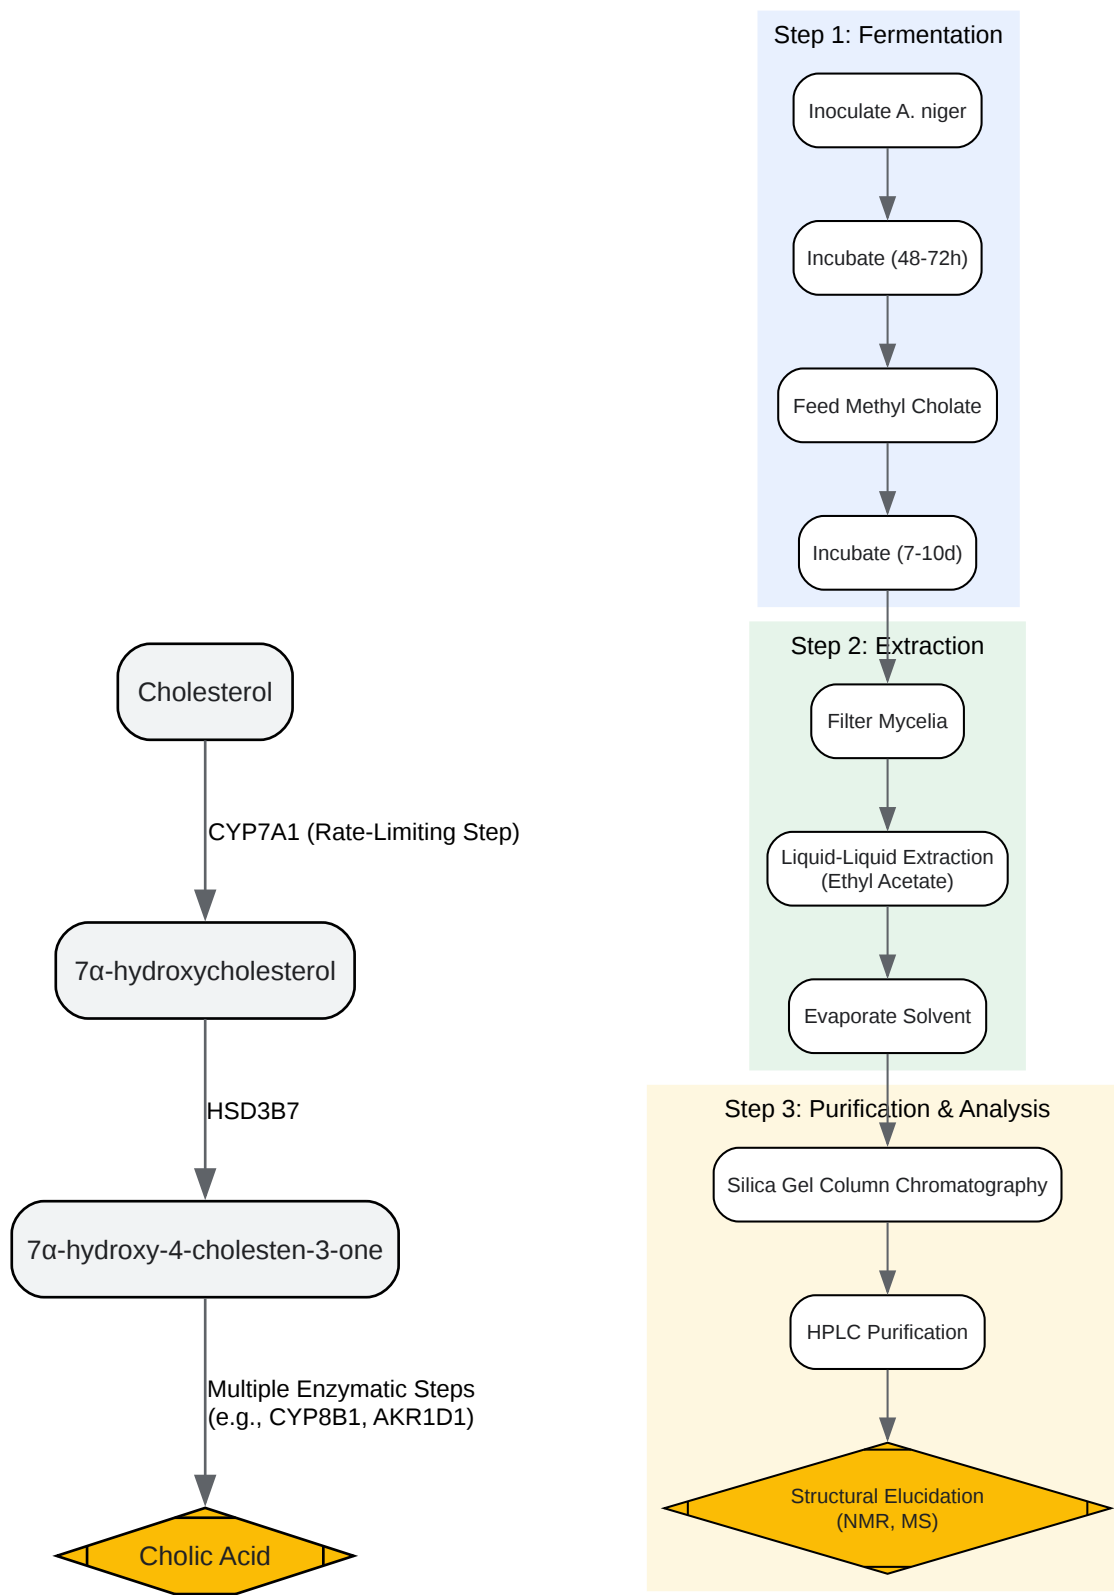 Cholesterol
CYP7A1 (Rate-Limiting Step)
7α-hydroxycholesterol
HSD3B7
7α-hydroxy-4-cholesten-3-one
Multiple Enzymatic Steps
(e.g., CYP8B1, AKR1D1)
Cholic Acid
Step 1: Fermentation
Inoculate A. niger
Incubate (48-72h)
Feed Methyl Cholate
Incubate (7-10d)
Step 2: Extraction
Filter Mycelia
Liquid-Liquid Extraction
(Ethyl Acetate)
Evaporate Solvent
Step 3: Purification & Analysis
Silica Gel Column Chromatography
HPLC Purification
Structural Elucidation
(NMR, MS)